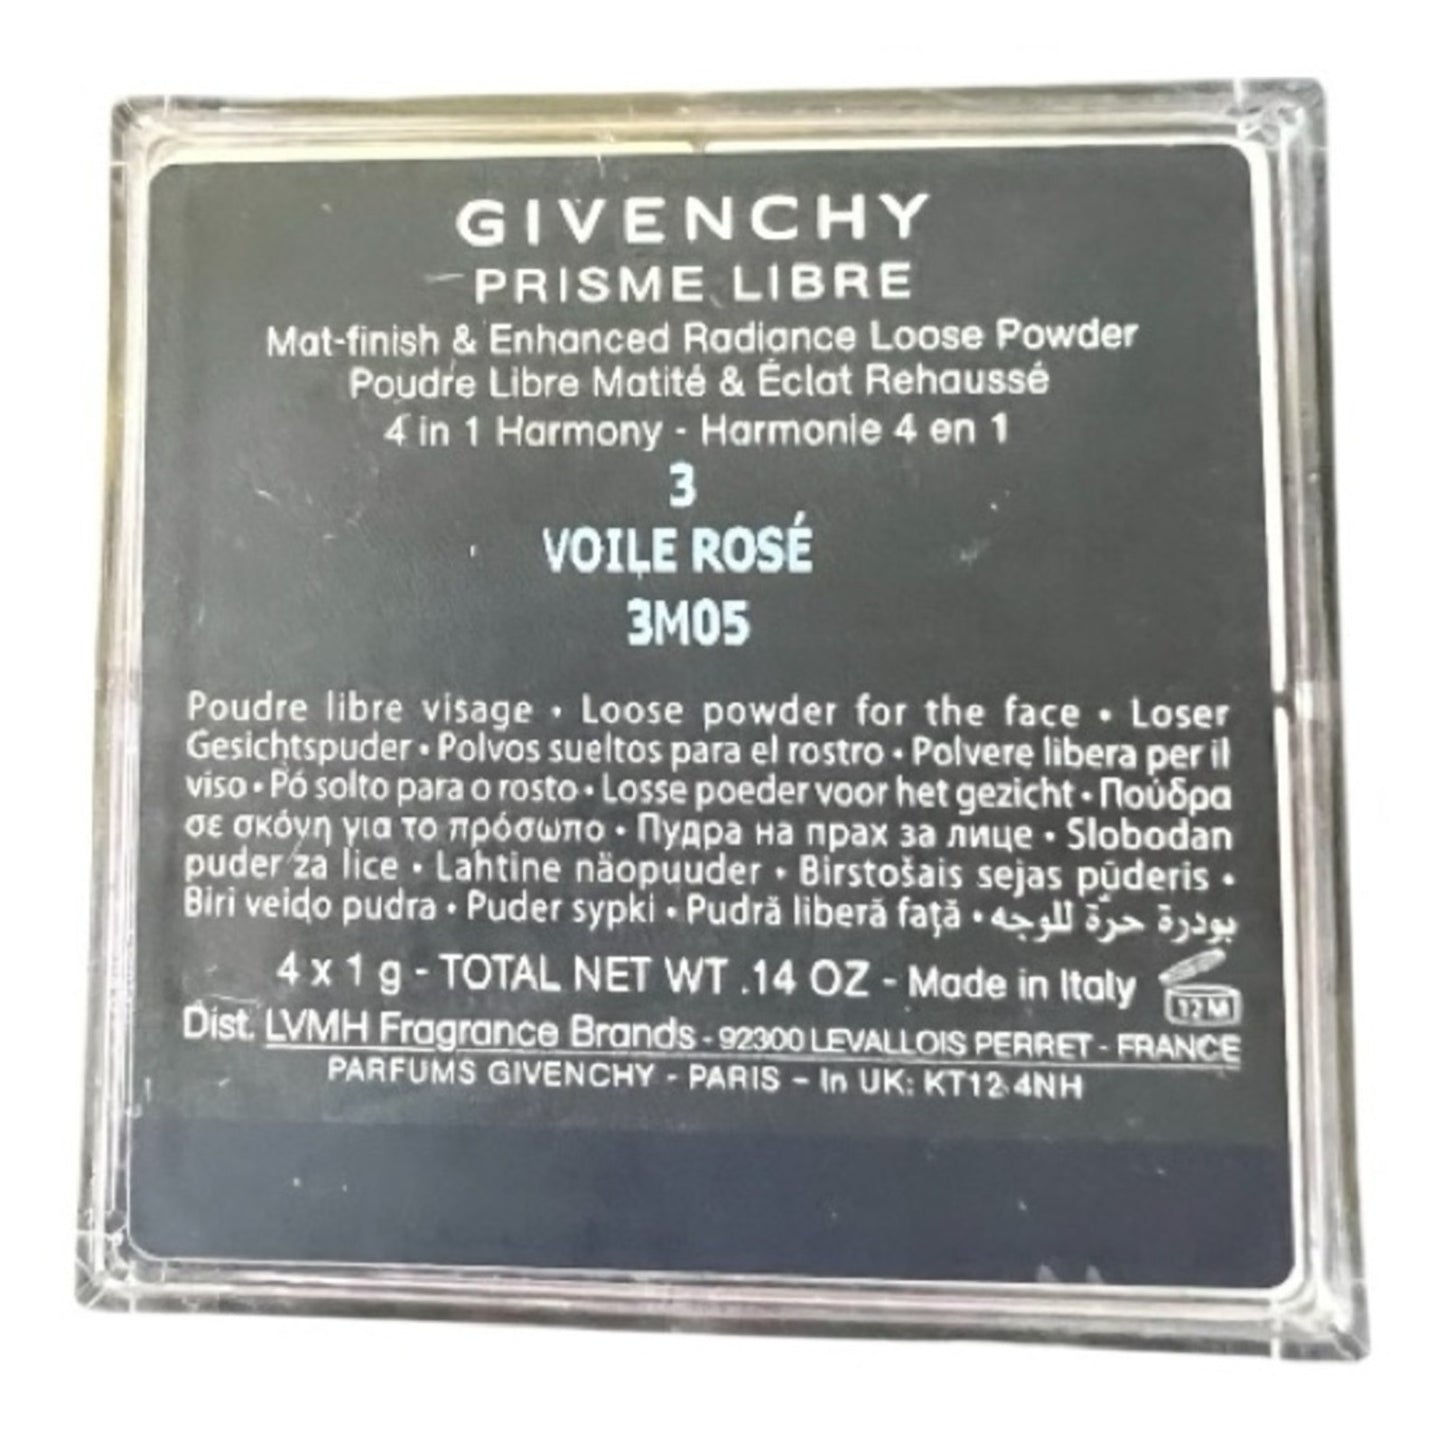 GIVENCHY
PRISME LIBRE
Mat-finish & Enhanced Radiance Loose Powder
Poudre Libre Matité & Éclat Rehaussé
4 in 1 Harmony - Harmonie 4 en 1
3
VOILE ROSÉ
3M05
Poudre libre visage • Loose powder for the face • Loser
Gesichtspuder • Polvos sueltos para el rostro • Polvere libera per il
viso • Pó solto para o rosto • Losse poeder voor het gezicht • Πούδρα
σε σκόνη για το πρόσωπο • Пудра на прах за лице • Slobodan
puder za lice • Lahtine näopuuder • Birstošais sejas pūderis •
Biri veido pudra • Puder sypki • Pudră liberă faţă • بودرة حرّة للوجه
4 x 1 g - TOTAL NET WT .14 OZ - Made in Italy 12 M
Dist. LVMH Fragrance Brands - 92300 LEVALLOIS PERRET - FRANCE
PARFUMS GIVENCHY - PARIS - In UK: KT12 4NH